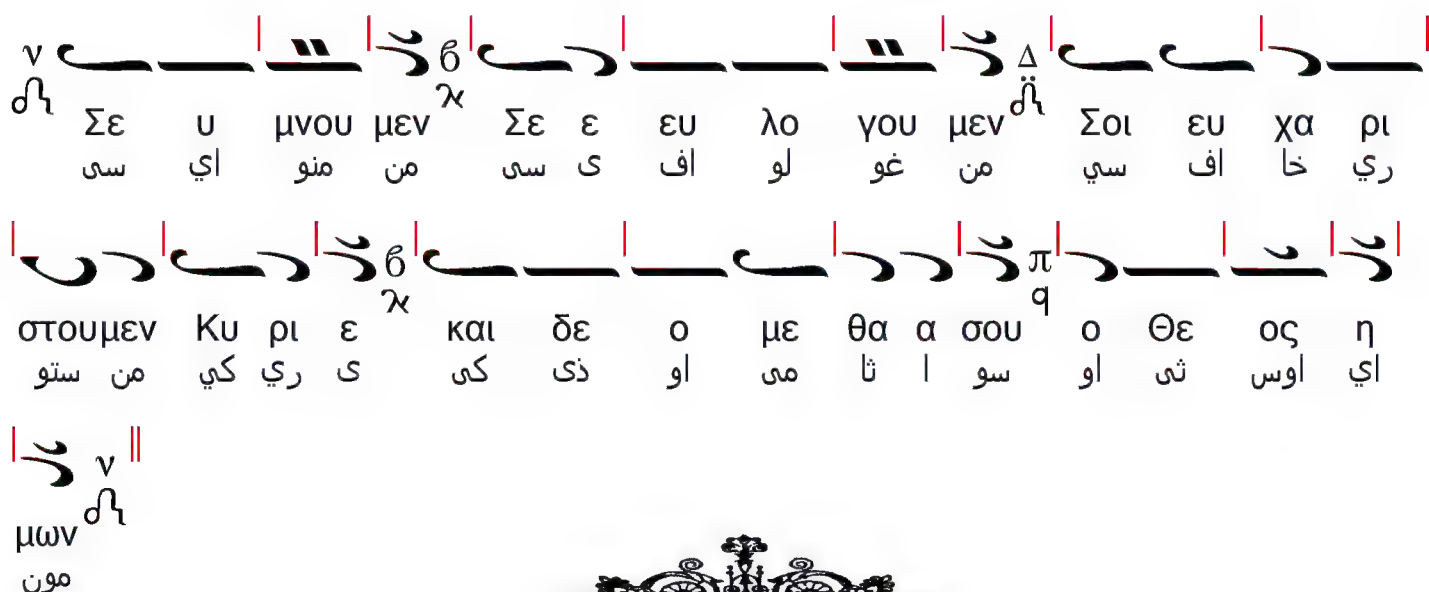 ν β Δ
Σε υ μνου μεν Σε ε ευ λο γου μεν Σοι ευ χα ρι
سى اي منو من سى ى اف لو غو من سي اف خا ري
β π
στουμεν Κυ ρι ε και δε ο με θα α σου ο Θε ος η
ستو من كي ري ى كى ذى او مى ثا ا سو او ثى اوس اي
ν
μων
مون